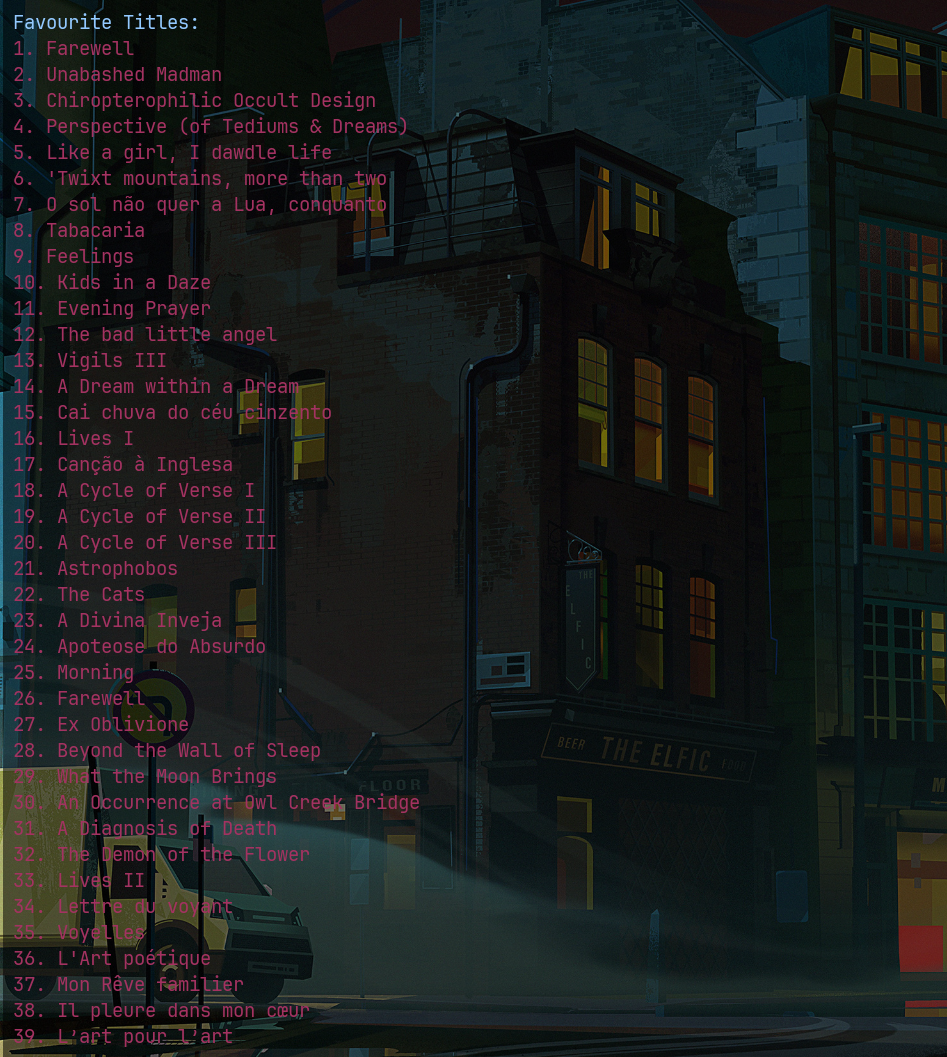 Favourite Titles:
1. Farewell
2. Unabashed Madman
3. Chiropterophilic Occult Design
4. Perspective (of Tediums & Dreams)
5. Like a girl, I dawdle life
6. 'Twixt mountains, more than two
7. O sol não quer a Lua, conquanto
8. Tabacaria
9. Feelings
10. Kids in a Daze
11. Evening Prayer
12. The bad little angel
13. Vigils III
14. A Dream within a Dream
15. Cai chuva do céu cinzento
16. Lives I
17. Canção à Inglesa
18. A Cycle of Verse I
19. A Cycle of Verse II
20. A Cycle of Verse III
21. Astrophobos
22. The Cats
23. A Divina Inveja
24. Apoteose do Absurdo
25. Morning
26. Farewell
27. Ex Oblivione
28. Beyond the Wall of Sleep
29. What the Moon Brings
30. An Occurrence at Owl Creek Bridge
31. A Diagnosis of Death
32. The Demon of the Flower
33. Lives II
34. Lettre du voyant
35. Voyelles
36. L'Art poétique
37. Mon Rêve familier
38. Il pleure dans mon cœur
39. L’art pour l’art
THE
ELFIC
BEER THE ELFIC FOOD
FLOOR